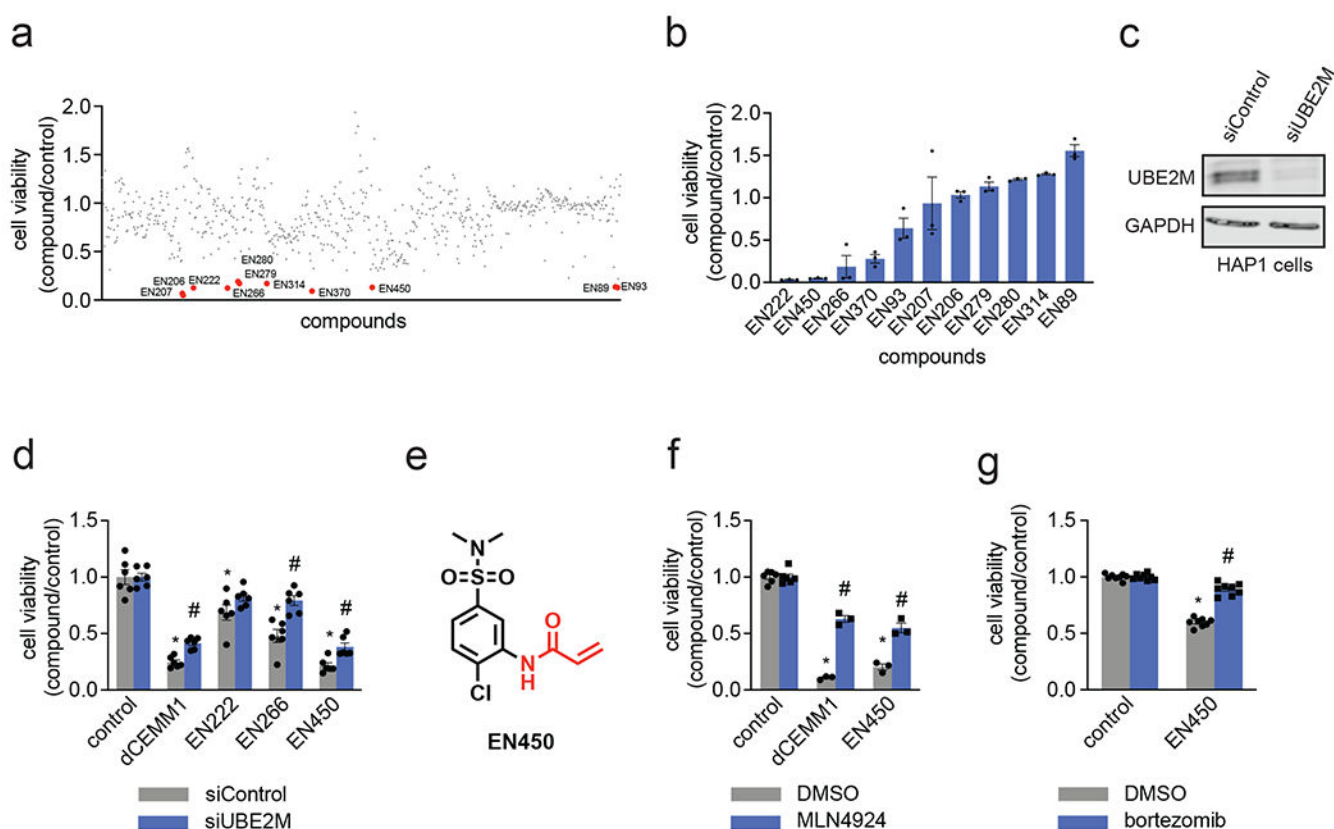 a
cell viability
(compound/control)
2.0
1.5
1.0
0.5
0.0
EN280
EN206
EN222
EN279
EN207
EN266
EN314
EN370
EN450
EN89
EN93
compounds
b
cell viability
(compound/control)
2.0
1.5
1.0
0.5
0.0
EN222
EN450
EN266
EN370
EN93
EN207
EN206
EN279
EN280
EN314
EN89
compounds
c
siControl
siUBE2M
UBE2M
GAPDH
HAP1 cells
d
cell viability
(compound/control)
1.5
1.0
0.5
0.0
*
#
*
*
#
*
#
control
dCEMM1
EN222
EN266
EN450
siControl
siUBE2M
e
N
O=S=O
O
N
H
Cl
EN450
f
cell viability
(compound/control)
1.5
1.0
0.5
0.0
*
#
*
#
control
dCEMM1
EN450
DMSO
MLN4924
g
cell viability
(compound/control)
1.5
1.0
0.5
0.0
*
#
control
EN450
DMSO
bortezomib